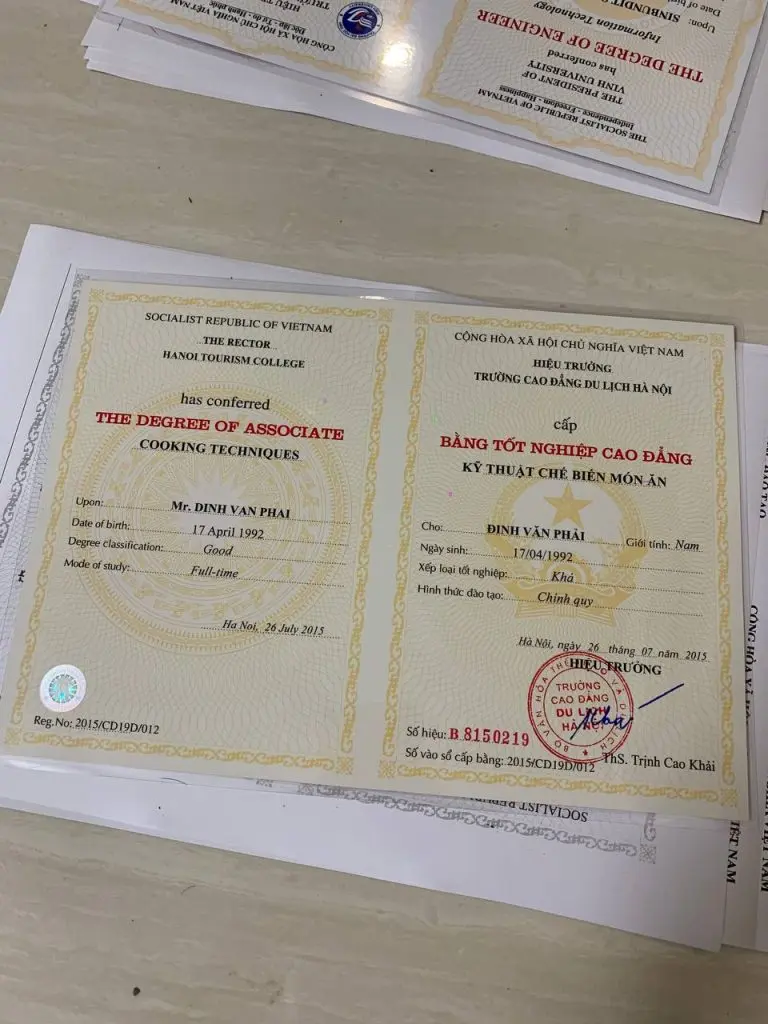 THE SOCIALIST REPUBLIC OF VIETNAM
Independence - Freedom - Happiness
THE PRESIDENT OF
VINH UNIVERSITY
has conferred
THE DEGREE OF ENGINEER
Information Technology
Upon:
Date of birth
CỘNG HÒA XÃ HỘI CHỦ NGHĨA VIỆT NAM
Độc lập - Tự do - Hạnh phúc
SOCIALIST REPUBLIC OF VIETNAM
THE RECTOR
HANOI TOURISM COLLEGE
has conferred
THE DEGREE OF ASSOCIATE
COOKING TECHNIQUES
Upon: Mr. DINH VAN PHAI
Date of birth: 17 April 1992
Degree classification: Good
Mode of study: Full-time
Ha Noi, 26 July 2015
Reg.No: 2015/CD19D/012
CỘNG HÒA XÃ HỘI CHỦ NGHĨA VIỆT NAM
HIỆU TRƯỞNG
TRƯỜNG CAO ĐẲNG DU LỊCH HÀ NỘI
cấp
BẰNG TỐT NGHIỆP CAO ĐẲNG
KỸ THUẬT CHẾ BIẾN MÓN ĂN
Cho: ĐINH VĂN PHẢI Giới tính: Nam
Ngày sinh: 17/04/1992
Xếp loại tốt nghiệp: Khá
Hình thức đào tạo: Chính quy
Hà Nội, ngày 26 tháng 07 năm 2015
HIỆU TRƯỞNG
TRƯỜNG
CAO ĐẲNG
DU LỊCH
HÀ NỘI
Số hiệu: B 8150219
Số vào sổ cấp bằng: 2015/CD19D/012
ThS. Trịnh Cao Khải